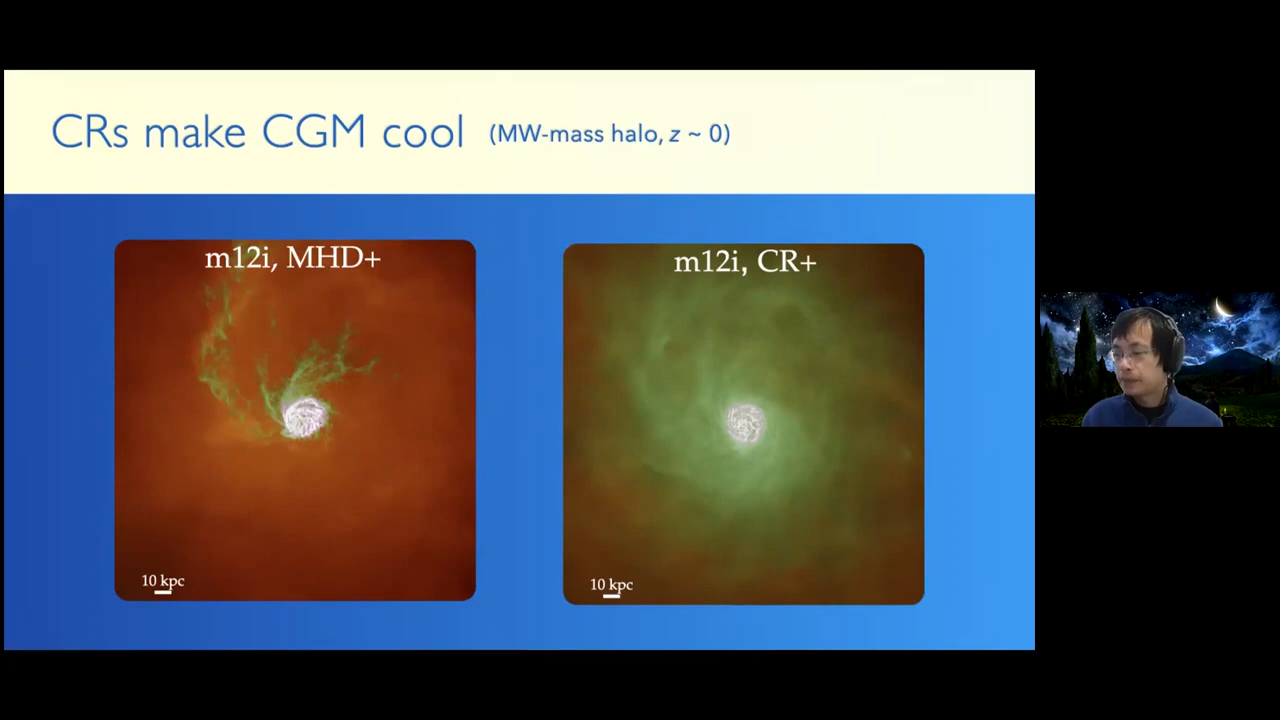 CRs make CGM cool (MW-mass halo, z ~ 0)
m12i, MHD+
10 kpc
m12i, CR+
10 kpc